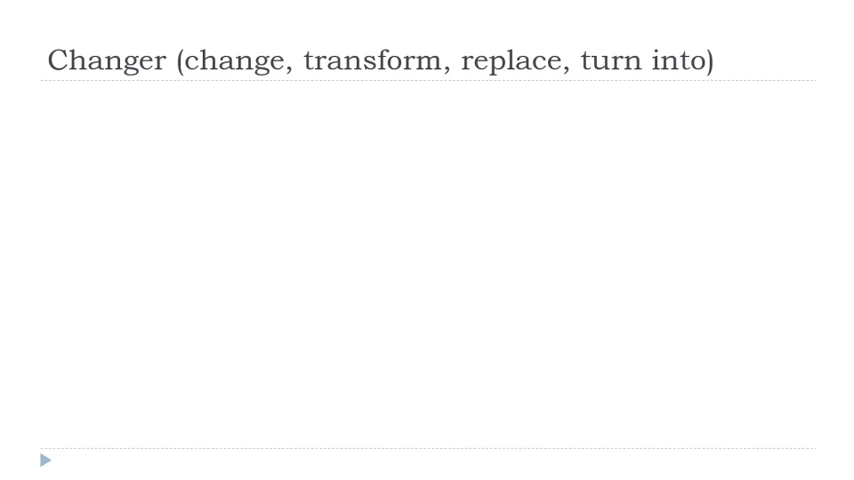 Changer (change, transform, replace, turn into)